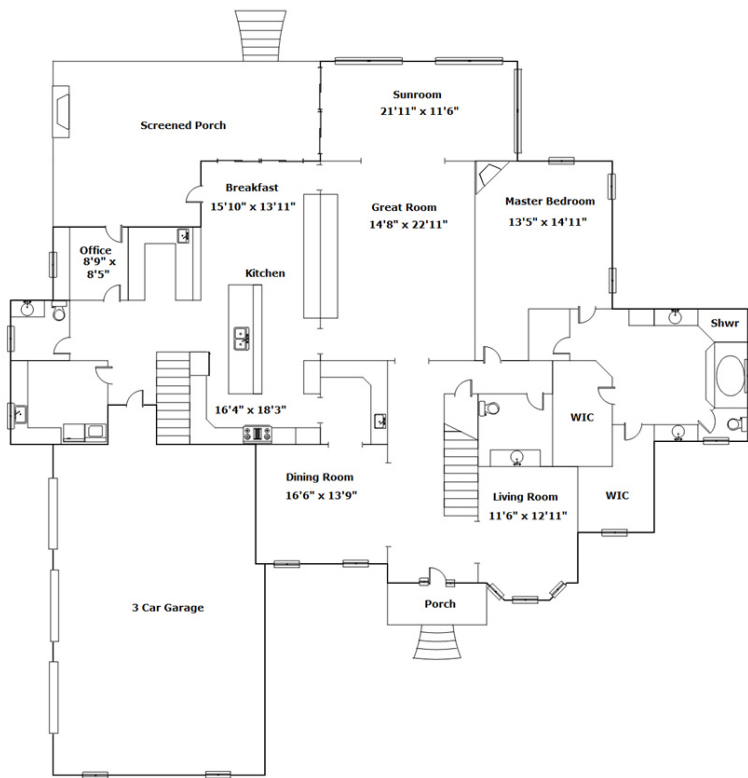 Sunroom
21'11" x 11'6"
Screened Porch
Breakfast
15'10" x 13'11"
Great Room
14'8" x 22'11"
Master Bedroom
13'5" x 14'11"
Office
8'9" x
8'5"
Kitchen
16'4" x 18'3"
Shwr
WIC
WIC
Dining Room
16'6" x 13'9"
Living Room
11'6" x 12'11"
3 Car Garage
Porch